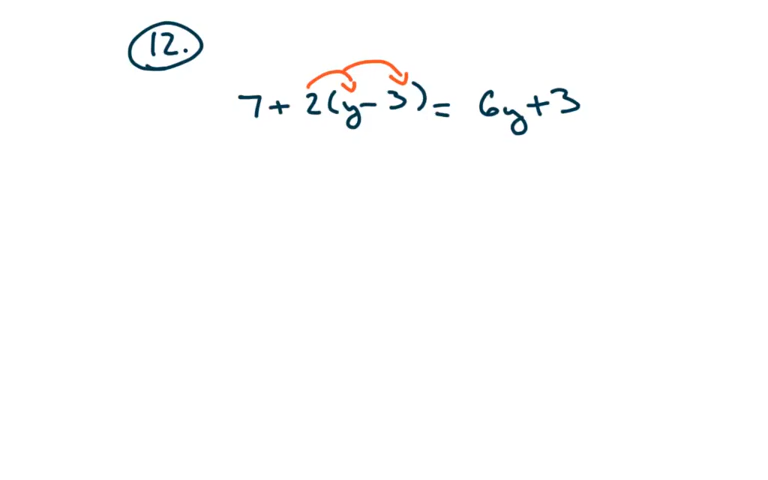 12.
7 + 2(y - 3) = 6y + 3